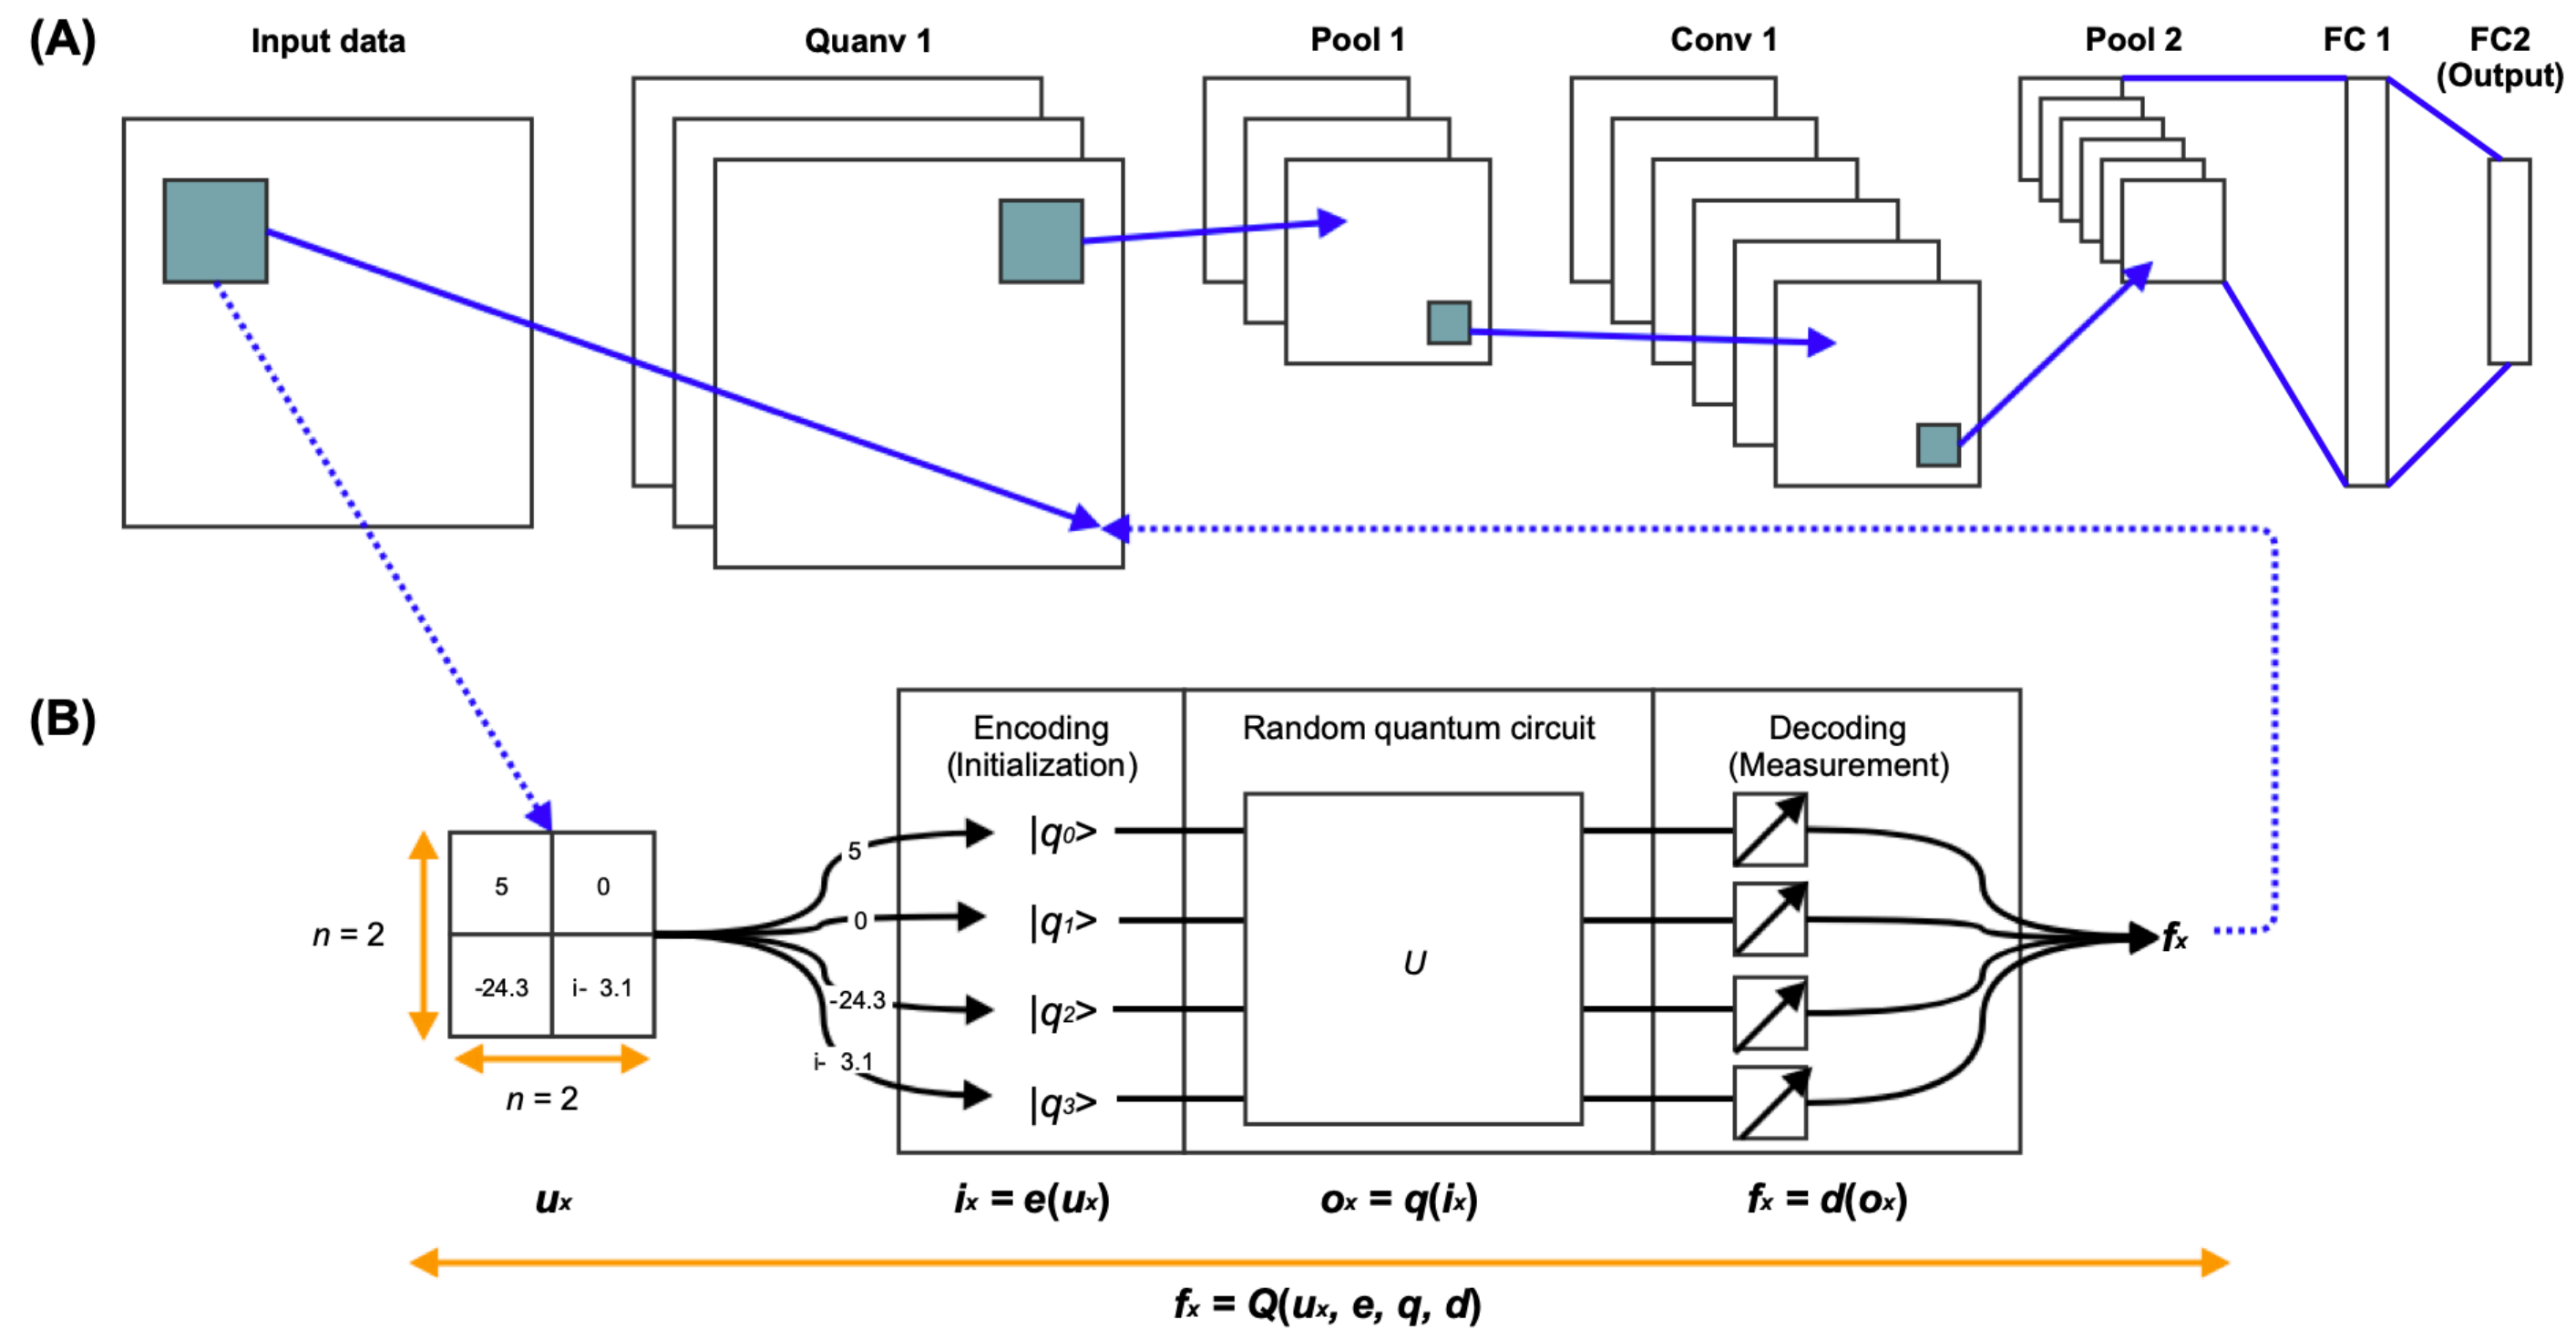 (A)
Input data
Quanv 1
Pool 1
Conv 1
Pool 2
FC 1
FC2
(Output)
(B)
Encoding
(Initialization)
Random quantum circuit
Decoding
(Measurement)
n = 2
5 0
-24.3 i- 3.1
n = 2
5
0
-24.3
i- 3.1
|q0>
|q1>
|q2>
|q3>
U
fx
ux
ix = e(ux)
ox = q(ix)
fx = d(ox)
fx = Q(ux, e, q, d)